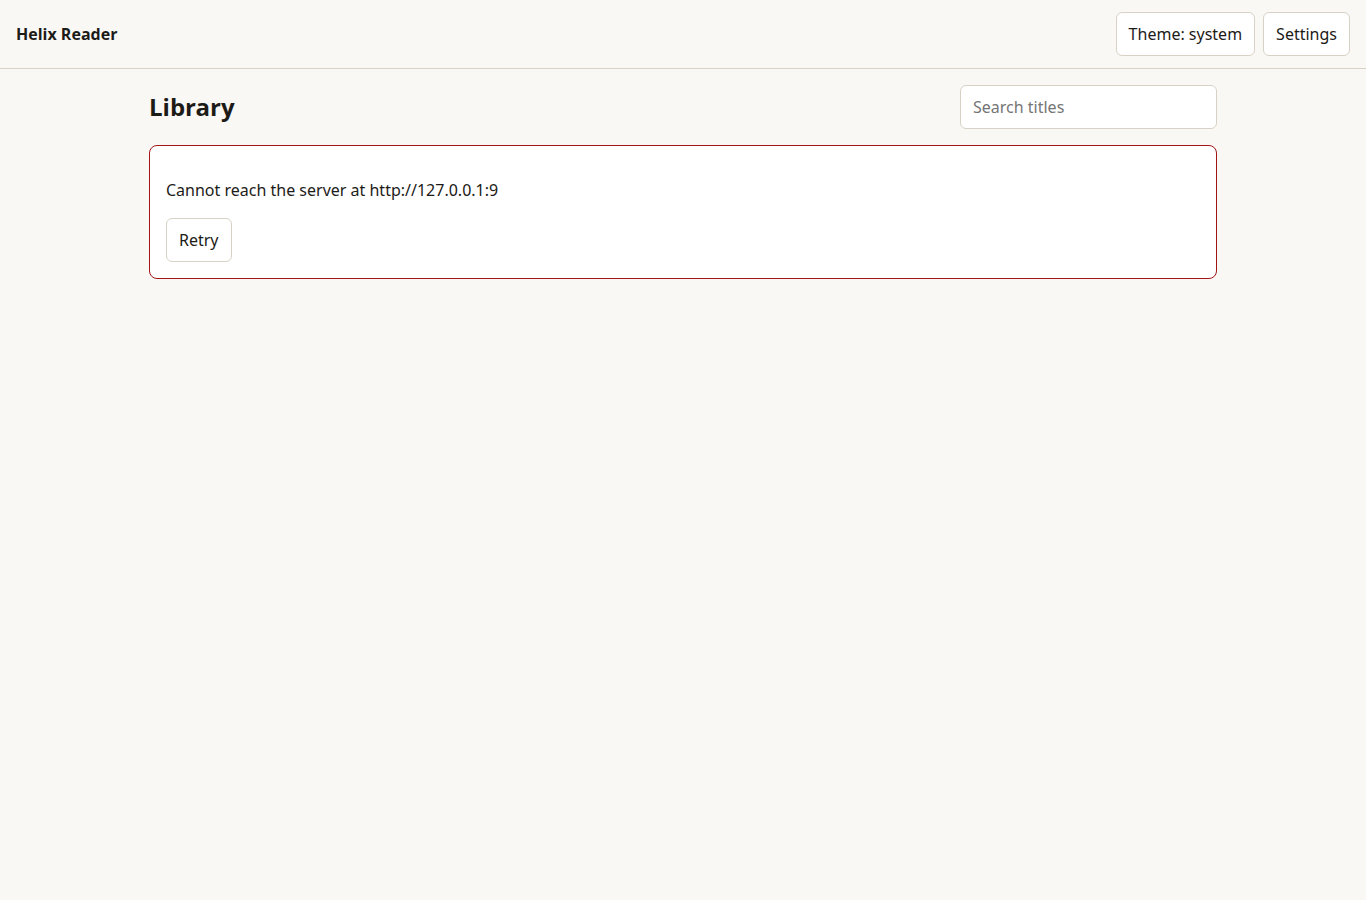 Helix Reader
Theme: system
Settings
Library
Search titles
Cannot reach the server at http://127.0.0.1:9
Retry